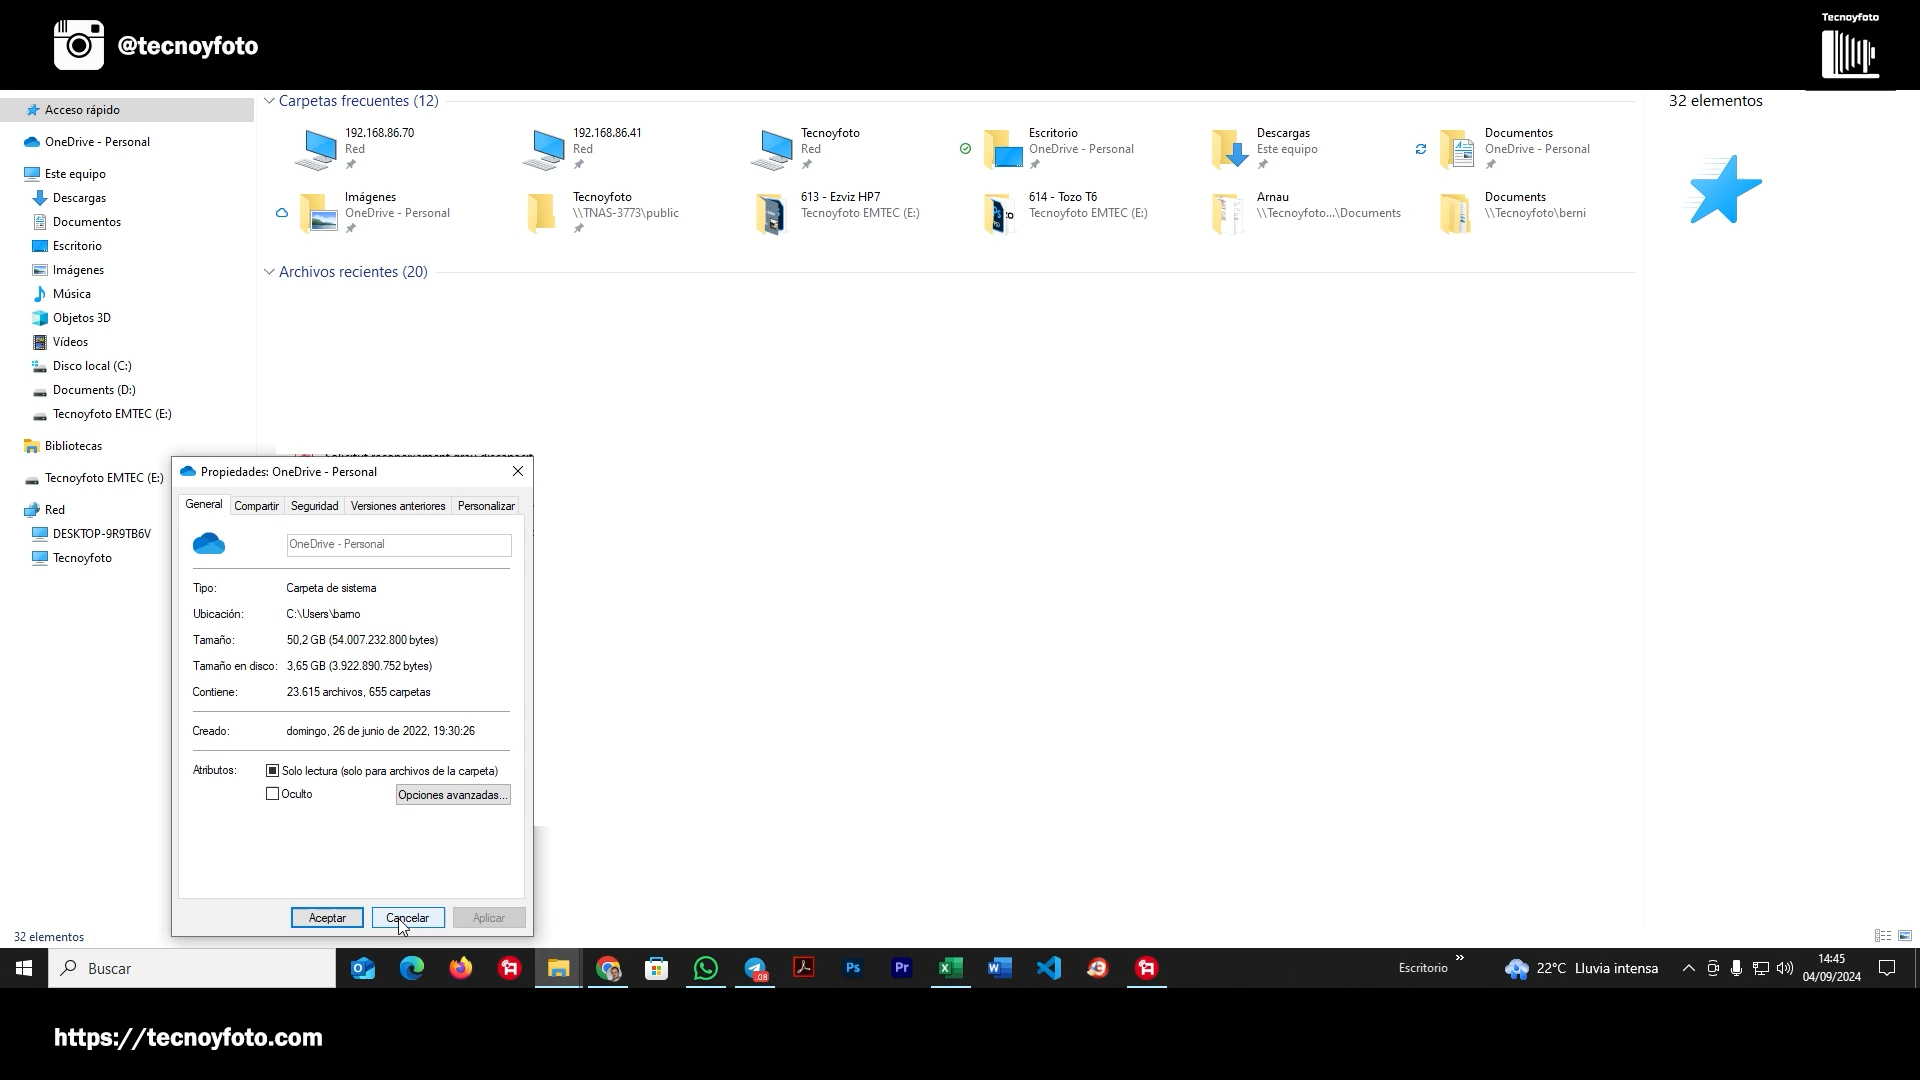 @tecnoyfoto
Tecnoyfoto
Acceso rápido
OneDrive - Personal
Este equipo
Descargas
Documentos
Escritorio
Imágenes
Música
Objetos 3D
Vídeos
Disco local (C:)
Documents (D:)
Tecnoyfoto EMTEC (E:)
Bibliotecas
Tecnoyfoto EMTEC (E:)
Red
DESKTOP-9R9TB6V
Tecnoyfoto
32 elementos
Carpetas frecuentes (12)
192.168.86.70
Red
192.168.86.41
Red
Tecnoyfoto
Red
Escritorio
OneDrive - Personal
Descargas
Este equipo
Documentos
OneDrive - Personal
Imágenes
OneDrive - Personal
Tecnoyfoto
\\TNAS-3773\public
613 - Ezviz HP7
Tecnoyfoto EMTEC (E:)
614 - Tozo T6
Tecnoyfoto EMTEC (E:)
Arnau
\\Tecnoyfoto...\Documents
Documents
\\Tecnoyfoto\berni
Archivos recientes (20)
32 elementos
Propiedades: OneDrive - Personal
General
Compartir
Seguridad
Versiones anteriores
Personalizar
OneDrive - Personal
Tipo: Carpeta de sistema
Ubicación: C:\Users\barno
Tamaño: 50,2 GB (54.007.232.800 bytes)
Tamaño en disco: 3,65 GB (3.922.890.752 bytes)
Contiene: 23.615 archivos, 655 carpetas
Creado: domingo, 26 de junio de 2022, 19:30:26
Atributos: Solo lectura (solo para archivos de la carpeta)
Oculto
Opciones avanzadas...
Aceptar
Cancelar
Aplicar
Buscar
Ps
Pr
Escritorio
»
22°C Lluvia intensa
14:45
04/09/2024
https://tecnoyfoto.com